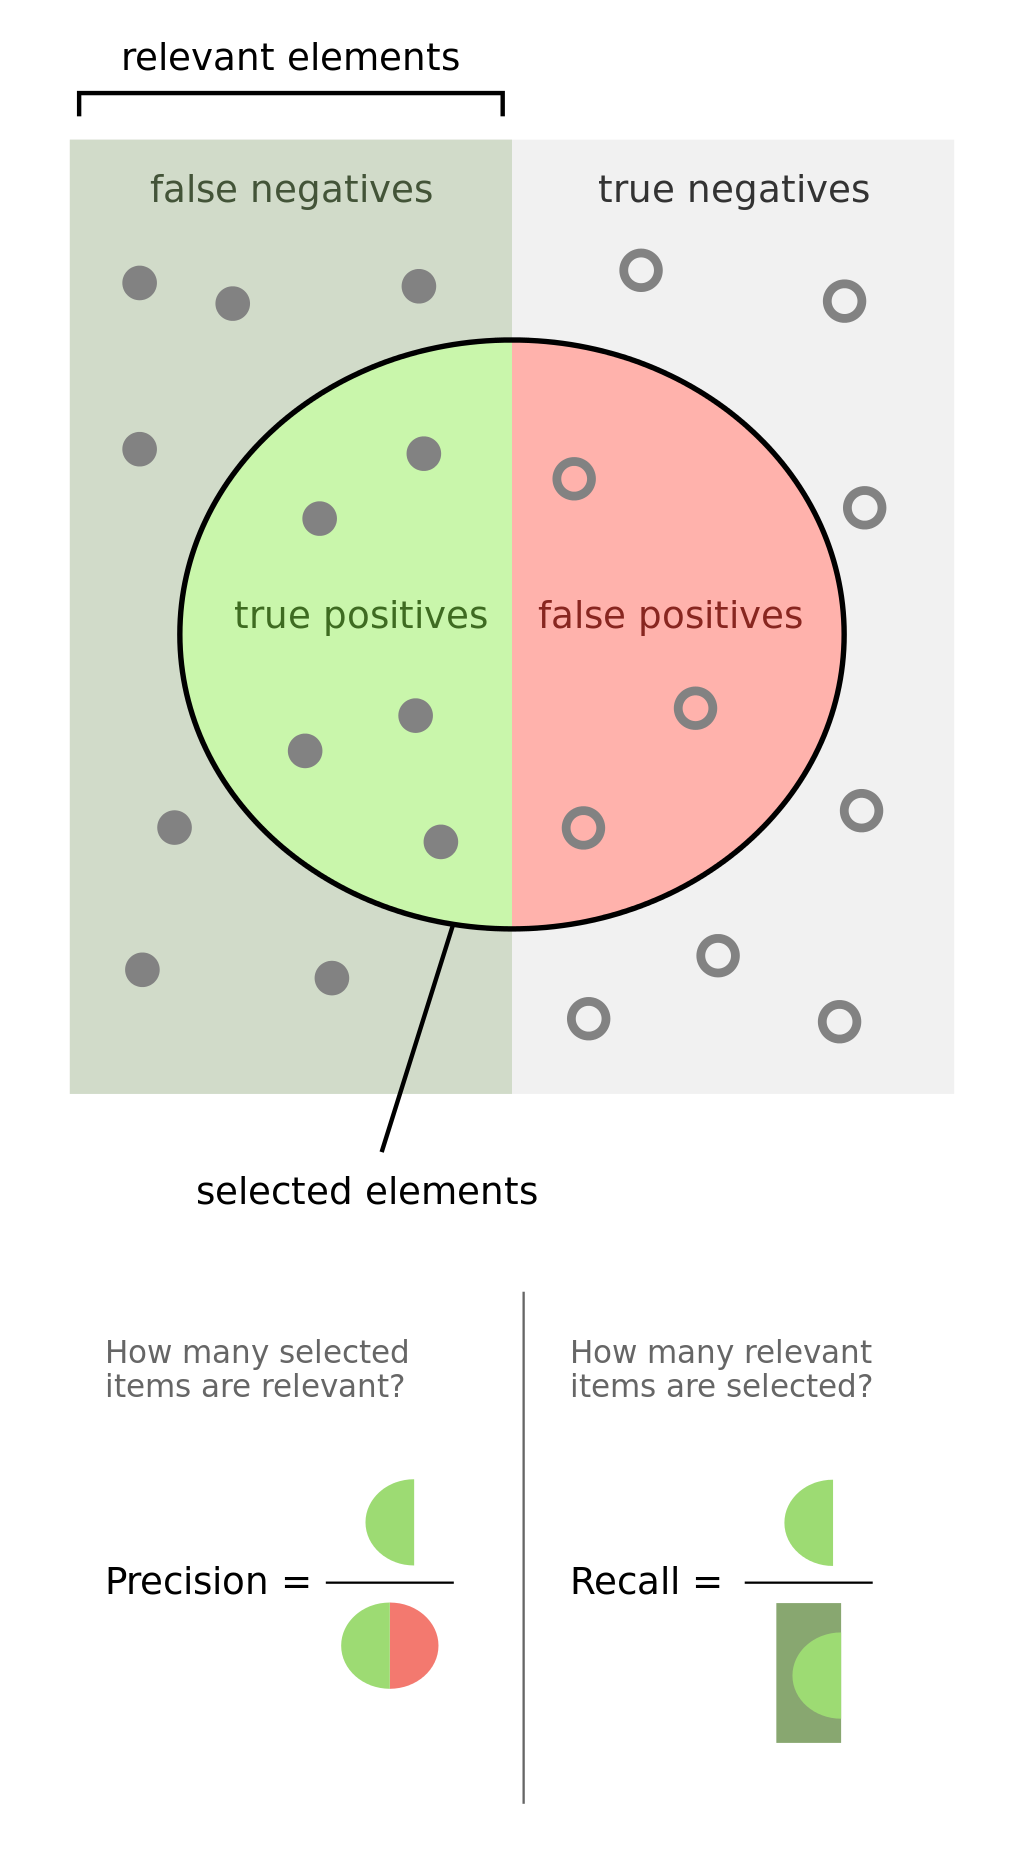 relevant elements
false negatives
true negatives
true positives
false positives
selected elements
How many selected
items are relevant?
How many relevant
items are selected?
Precision =
Recall =